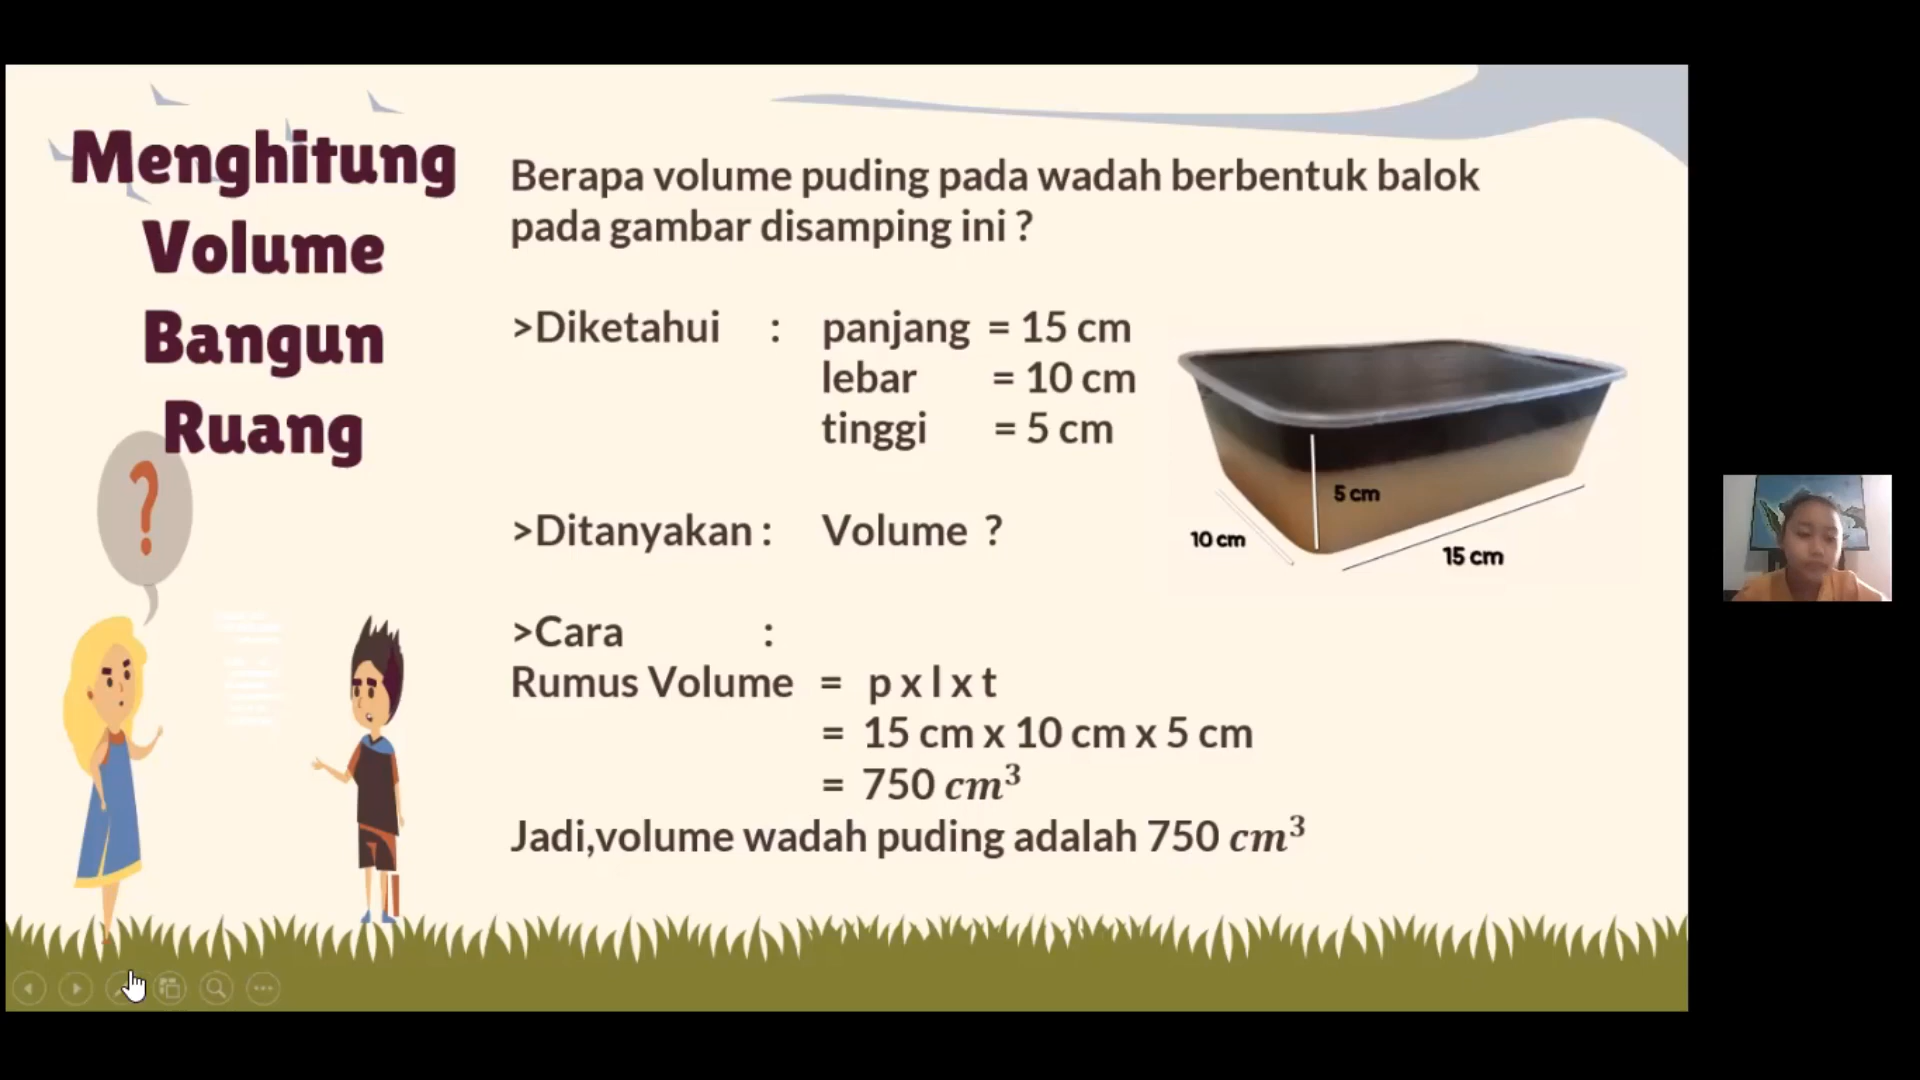 Menghitung
Volume
Bangun
Ruang
?
Berapa volume puding pada wadah berbentuk balok
pada gambar disamping ini ?
>Diketahui : panjang = 15 cm
lebar = 10 cm
tinggi = 5 cm
>Ditanyakan : Volume ?
>Cara :
Rumus Volume = p x l x t
= 15 cm x 10 cm x 5 cm
= 750 cm³
Jadi,volume wadah puding adalah 750 cm³
5 cm
10 cm
15 cm